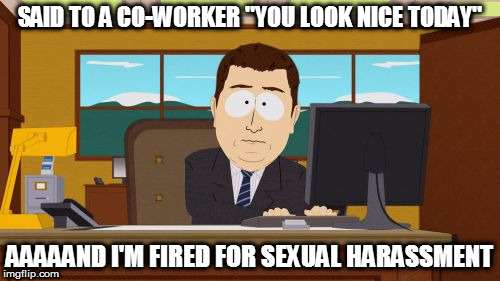 SAID TO A CO-WORKER "YOU LOOK NICE TODAY"
AAAAAND I'M FIRED FOR SEXUAL HARASSMENT
imgflip.com